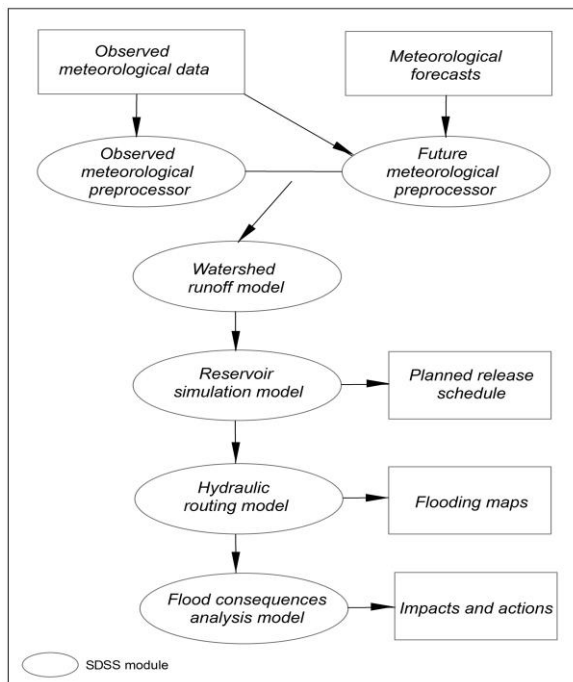 Observed
meteorological data
Meteorological
forecasts
Observed
meteorological
preprocessor
Future
meteorological
preprocessor
Watershed
runoff model
Reservoir
simulation model
Planned release
schedule
Hydraulic
routing model
Flooding maps
Flood consequences
analysis model
Impacts and actions
SDSS module